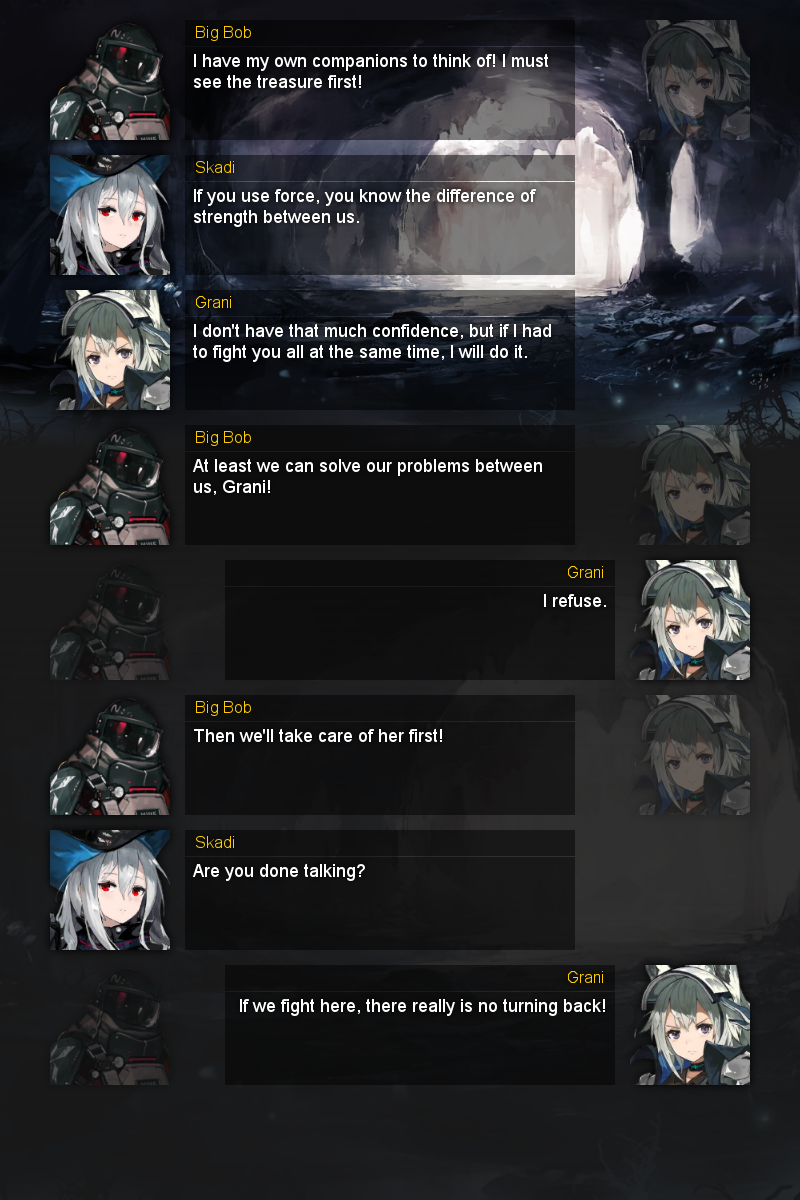 Big Bob
I have my own companions to think of! I must
see the treasure first!
Skadi
If you use force, you know the difference of
strength between us.
Grani
I don't have that much confidence, but if I had
to fight you all at the same time, I will do it.
Big Bob
At least we can solve our problems between
us, Grani!
Grani
I refuse.
Big Bob
Then we'll take care of her first!
Skadi
Are you done talking?
Grani
If we fight here, there really is no turning back!